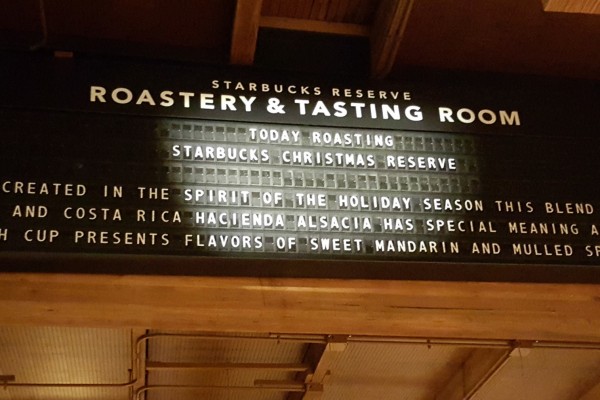 STARBUCKS RESERVE
ROASTERY & TASTING ROOM
TODAY ROASTING
STARBUCKS CHRISTMAS RESERVE
CREATED IN THE SPIRIT OF THE HOLIDAY SEASON THIS BLEND
AND COSTA RICA HACIENDA ALSACIA HAS SPECIAL MEANING
CUP PRESENTS FLAVORS OF SWEET MANDARIN AND MULLED